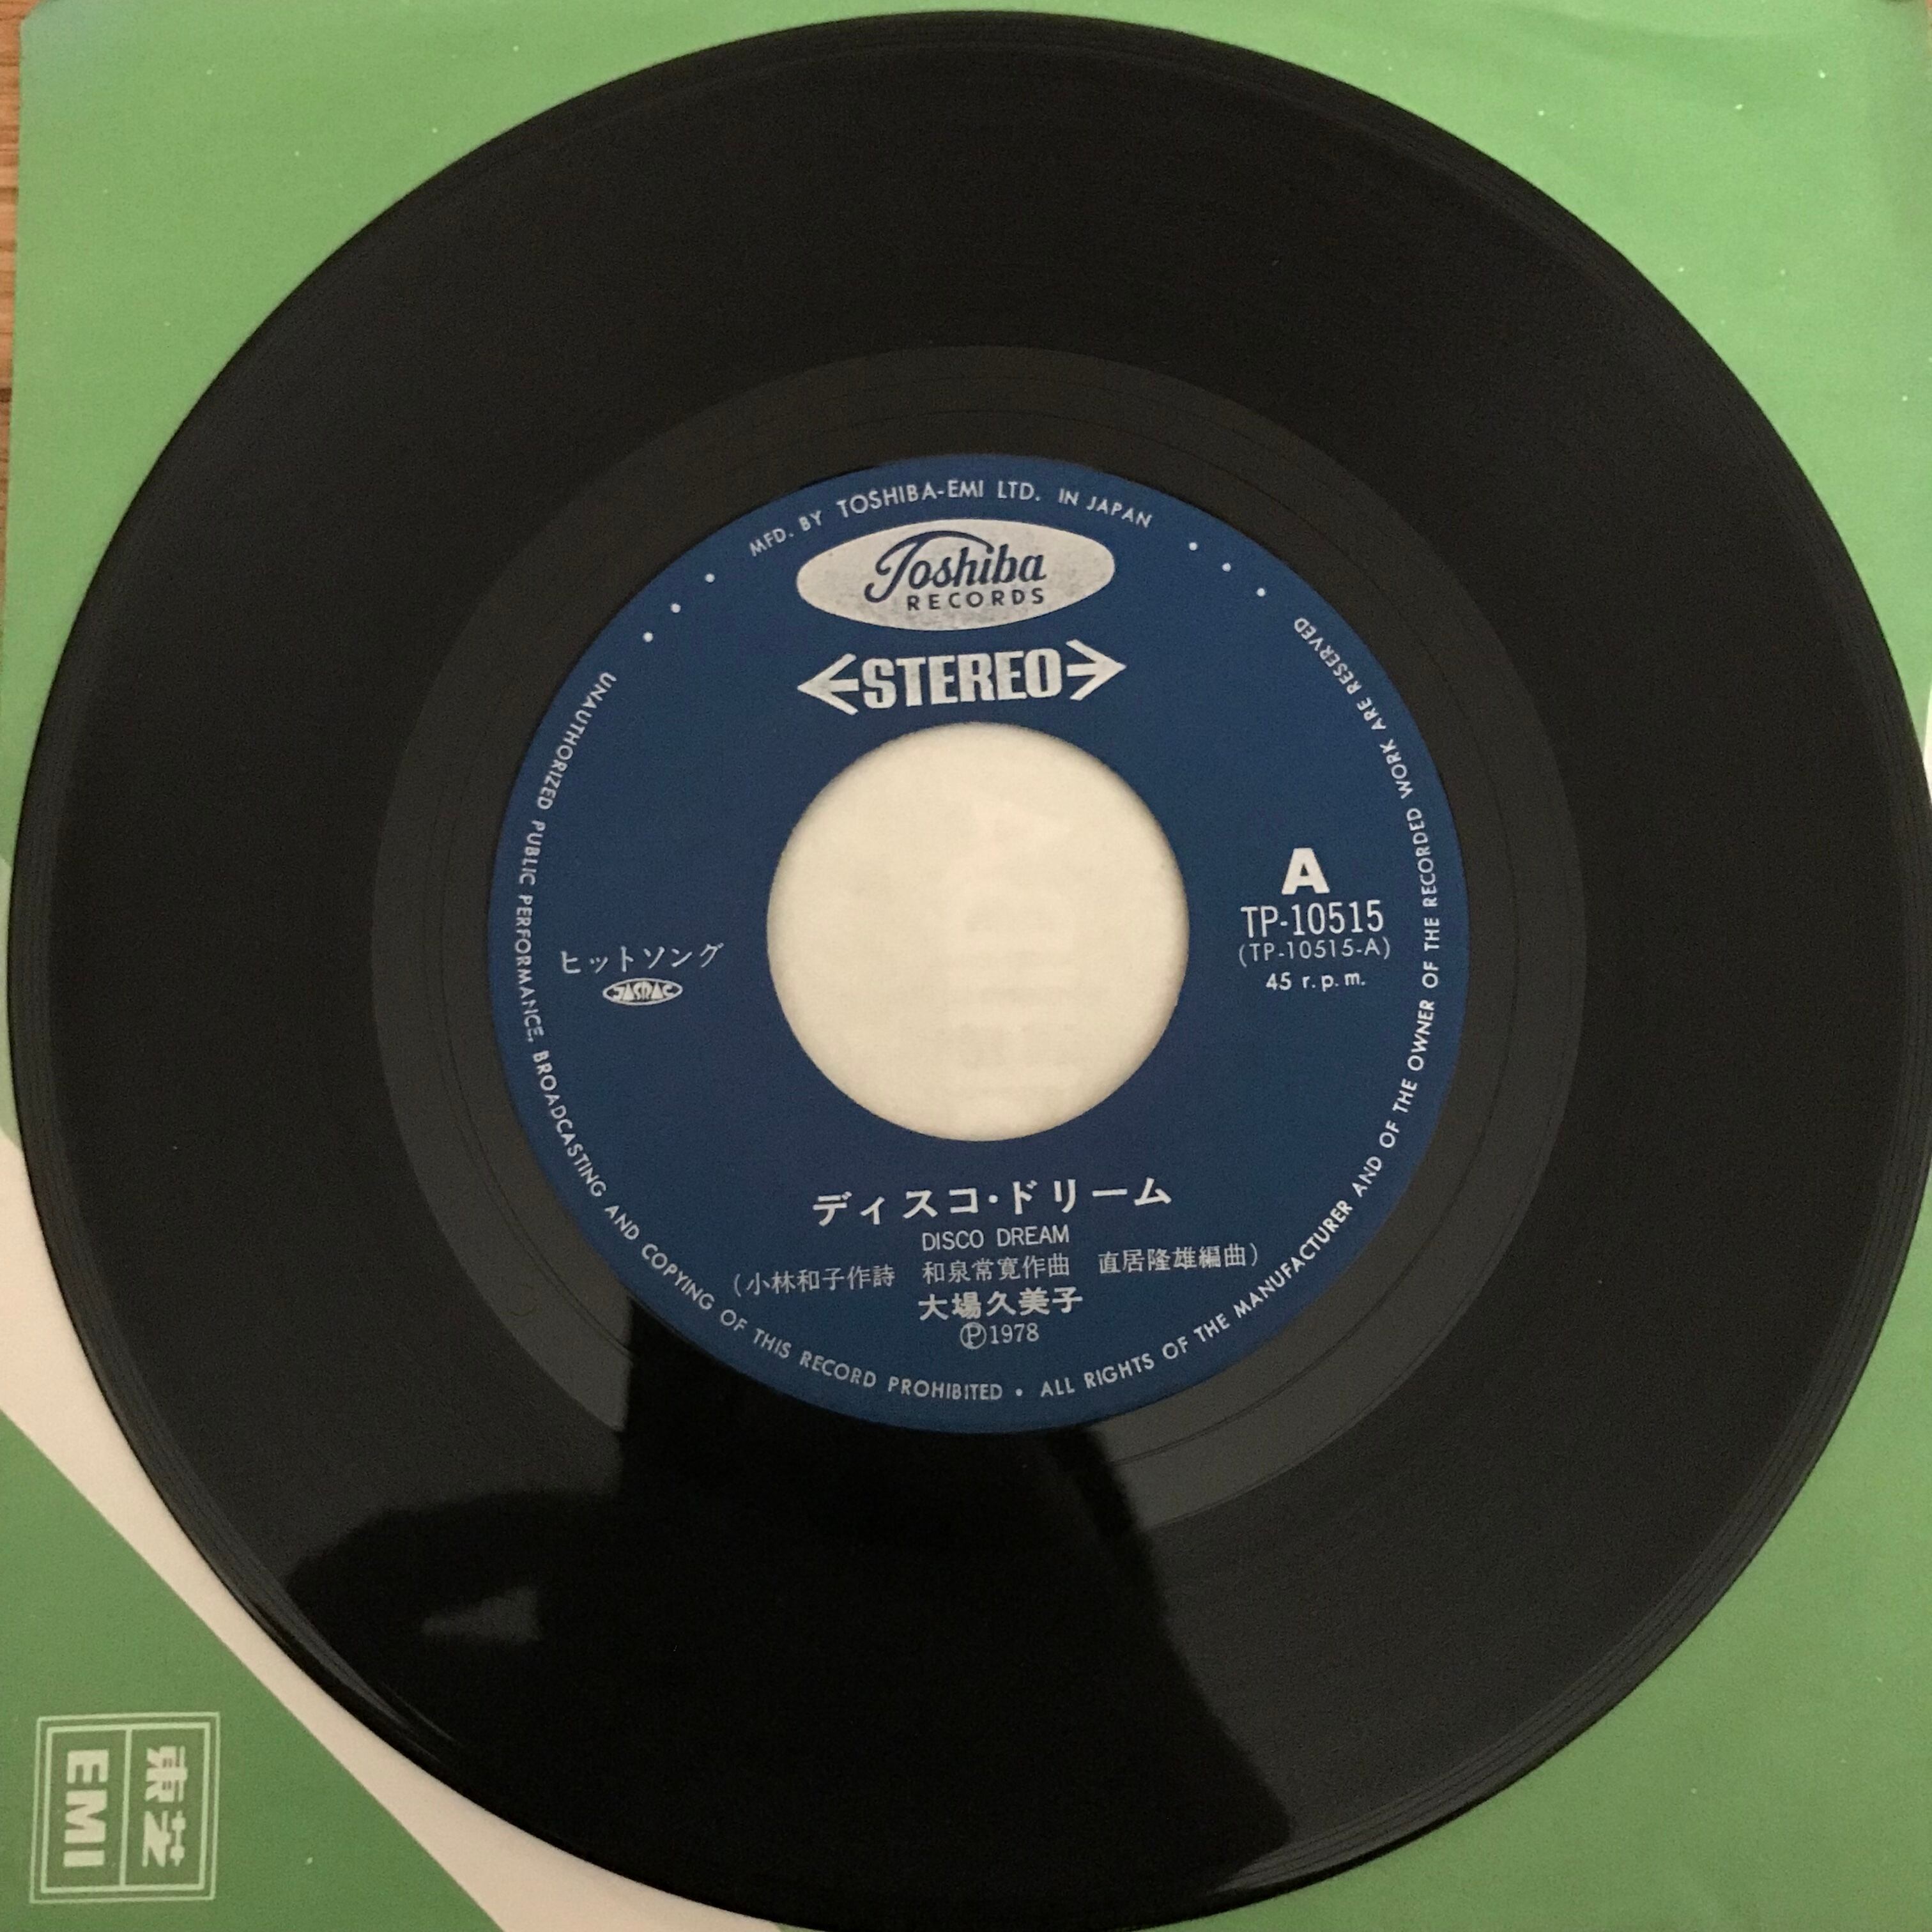 MFD. BY TOSHIBA-EMI LTD. IN JAPAN
Toshiba
RECORDS
STEREO
A
TP-10515
(TP-10515-A)
45 r.p.m.
ヒットソング
JASRAC
ディスコ・ドリーム
DISCO DREAM
(小林和子作詩 和泉常寛作曲 直居隆雄編曲)
大場久美子
Ⓟ1978
UNAUTHORIZED PUBLIC PERFORMANCE, BROADCASTING AND COPYING OF THIS RECORD PROHIBITED • ALL RIGHTS OF THE MANUFACTURER AND OF THE OWNER OF THE RECORDED WORK ARE RESERVED
東芝
EMI